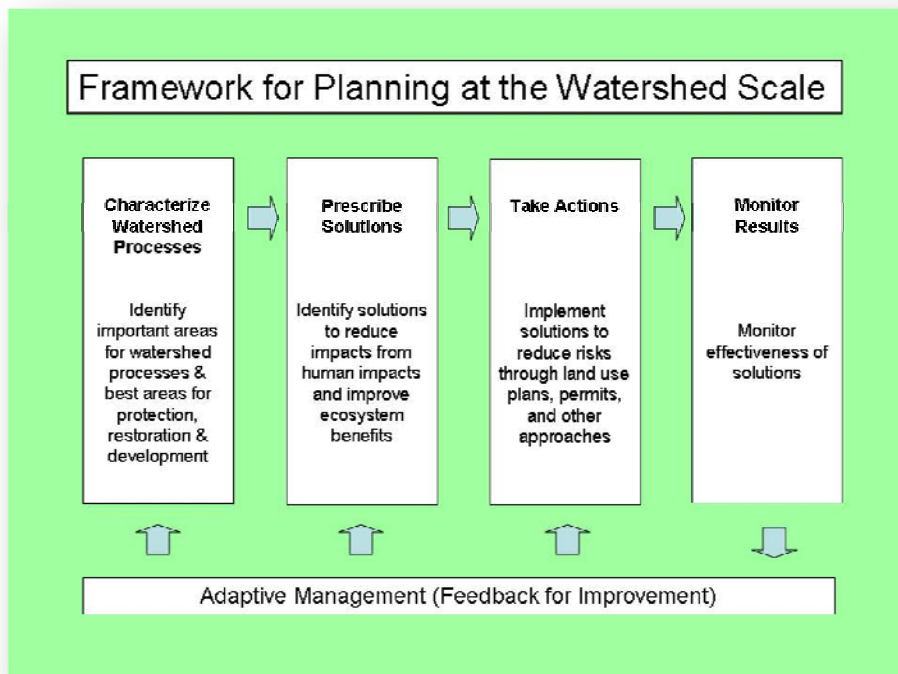 Framework for Planning at the Watershed Scale
Characterize
Watershed
Processes
Identify
important areas
for watershed
processes &
best areas for
protection,
restoration &
development
Prescribe
Solutions
Identify solutions
to reduce
impacts from
human impacts
and improve
ecosystem
benefits
Take Actions
Implement
solutions to
reduce risks
through land use
plans, permits,
and other
approaches
Monitor
Results
Monitor
effectiveness of
solutions
Adaptive Management (Feedback for Improvement)